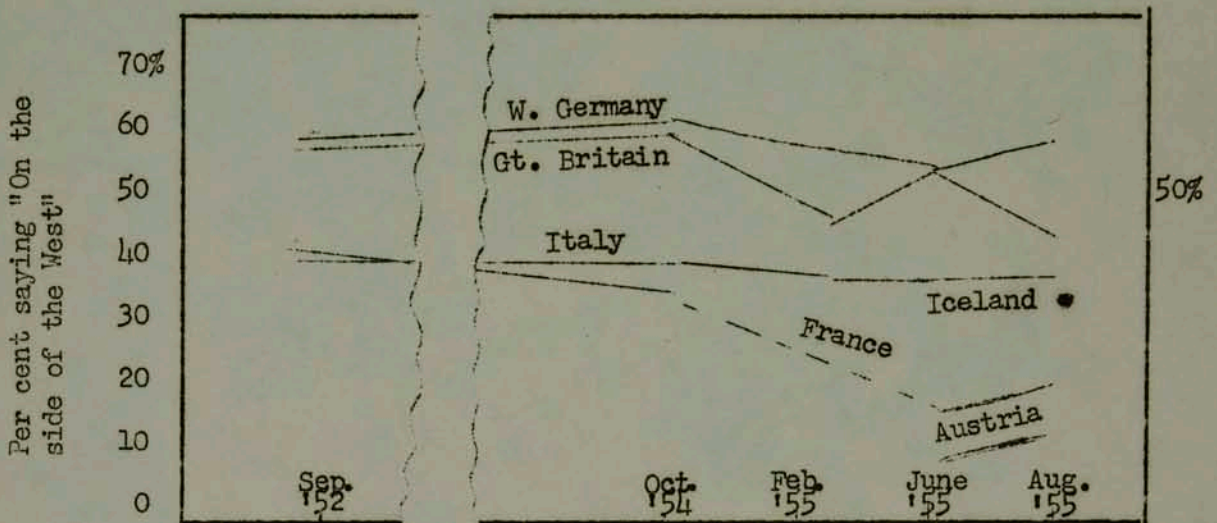 Per cent saying "On the
side of the West"
70%
60
50
40
30
20
10
0
W. Germany
Gt. Britain
Italy
France
Iceland
Austria
50%
Sep.
'52
Oct.
'54
Feb.
'55
June
'55
Aug.
'55